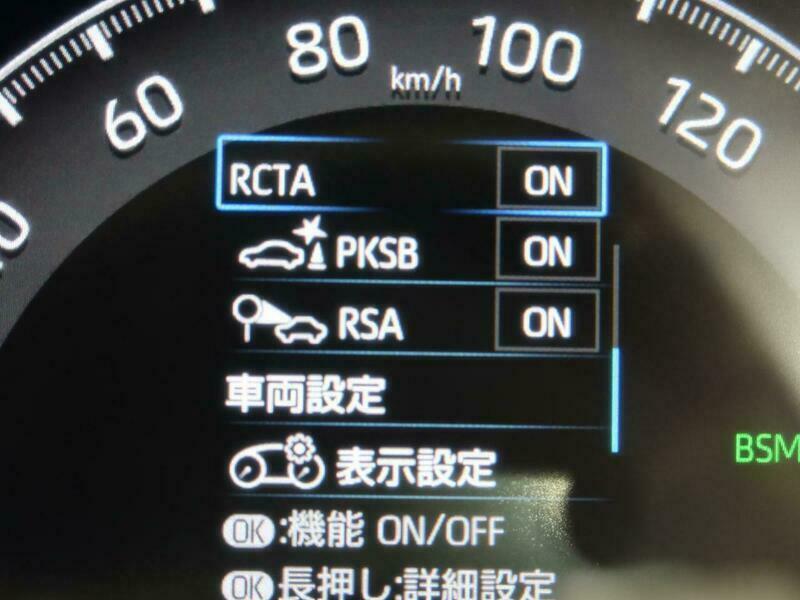 80
100
km/h
60
120
RCTA ON
PKSB ON
RSA ON
車両設定
BSM
表示設定
OK:機能 ON/OFF
OK長押し:詳細設定